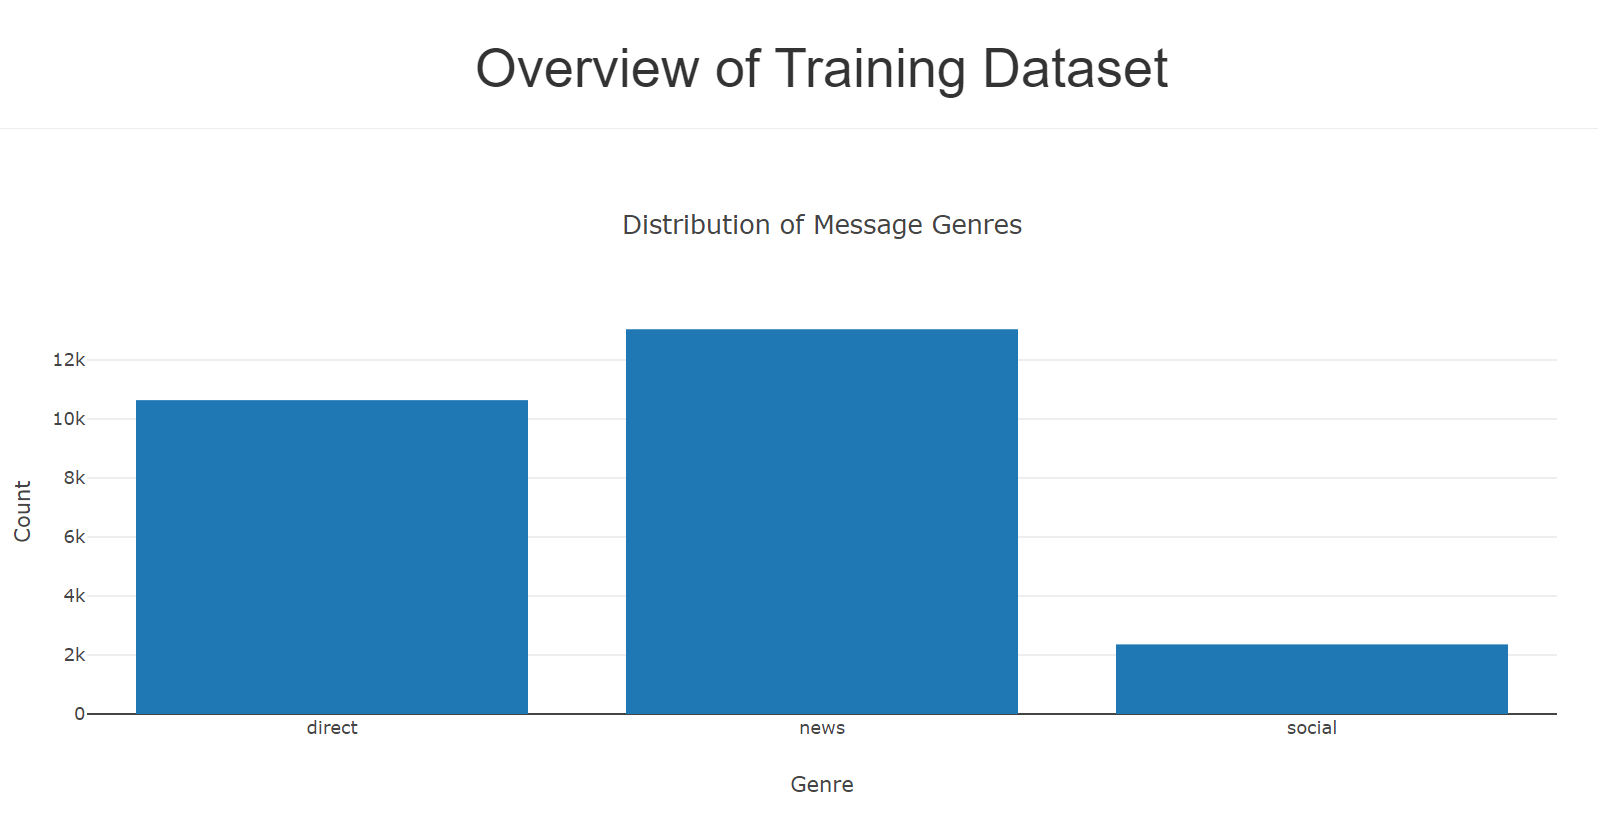 Overview of Training Dataset
Distribution of Message Genres
12k
10k
8k
6k
4k
2k
0
Count
direct
news
social
Genre